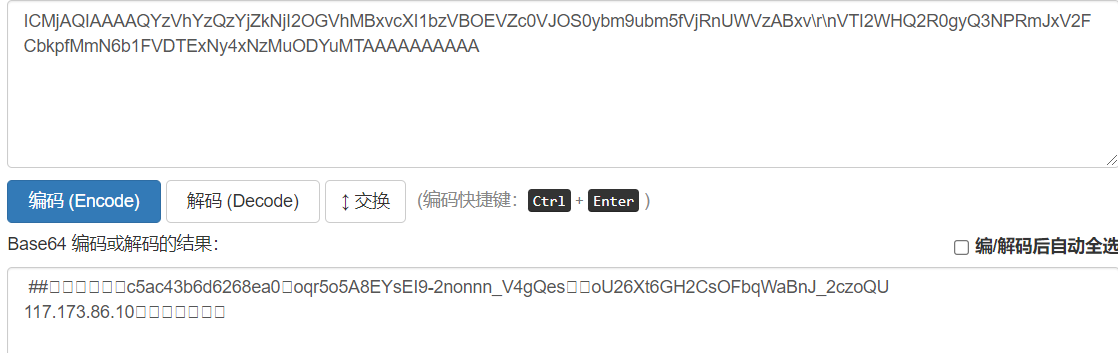 ICMjAQIAAAAQYzVhYzQzYjZkNjI2OGVhMBxvcXI1bzVBOEVZc0VJOS0ybm9ubm5fVjRnUWVzABxv\r\nVTI2WHQ2R0gyQ3NPRmJxV2F
CbkpfMmN6b1FVDTExNy4xNzMuODYuMTAAAAAAAAAA
编码 (Encode) 解码 (Decode) ↕ 交换 (编码快捷键： Ctrl + Enter )
Base64 编码或解码的结果： 编/解码后自动全选
##□□□□□□c5ac43b6d6268ea0□oqr5o5A8EYsEI9-2nonnn_V4gQes□□oU26Xt6GH2CsOFbqWaBnJ_2czoQU
117.173.86.10□□□□□□□